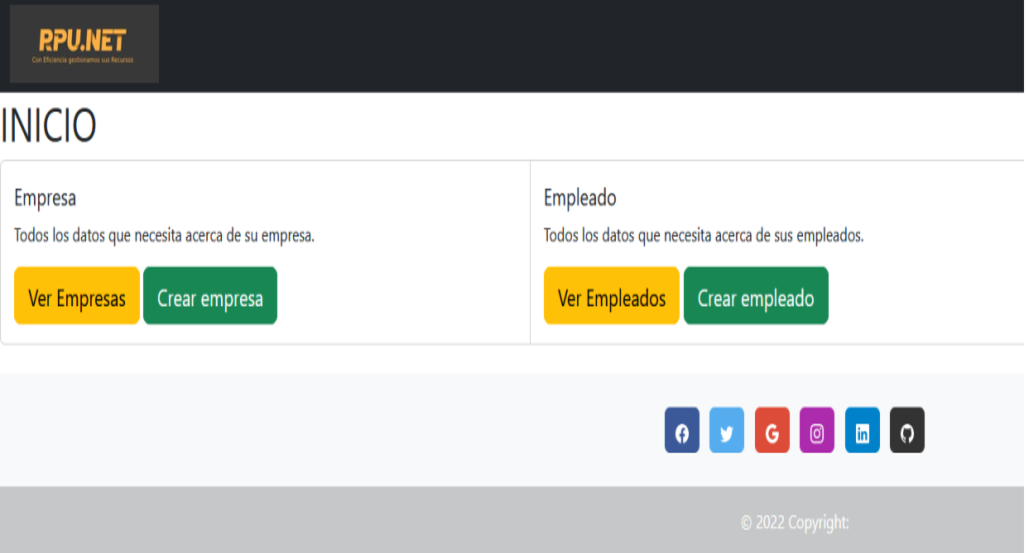 RPU.NET
Con Eficiencia gestionamos sus Recursos
INICIO
Empresa
Todos los datos que necesita acerca de su empresa.
Ver Empresas Crear empresa
Empleado
Todos los datos que necesita acerca de sus empleados.
Ver Empleados Crear empleado
© 2022 Copyright: